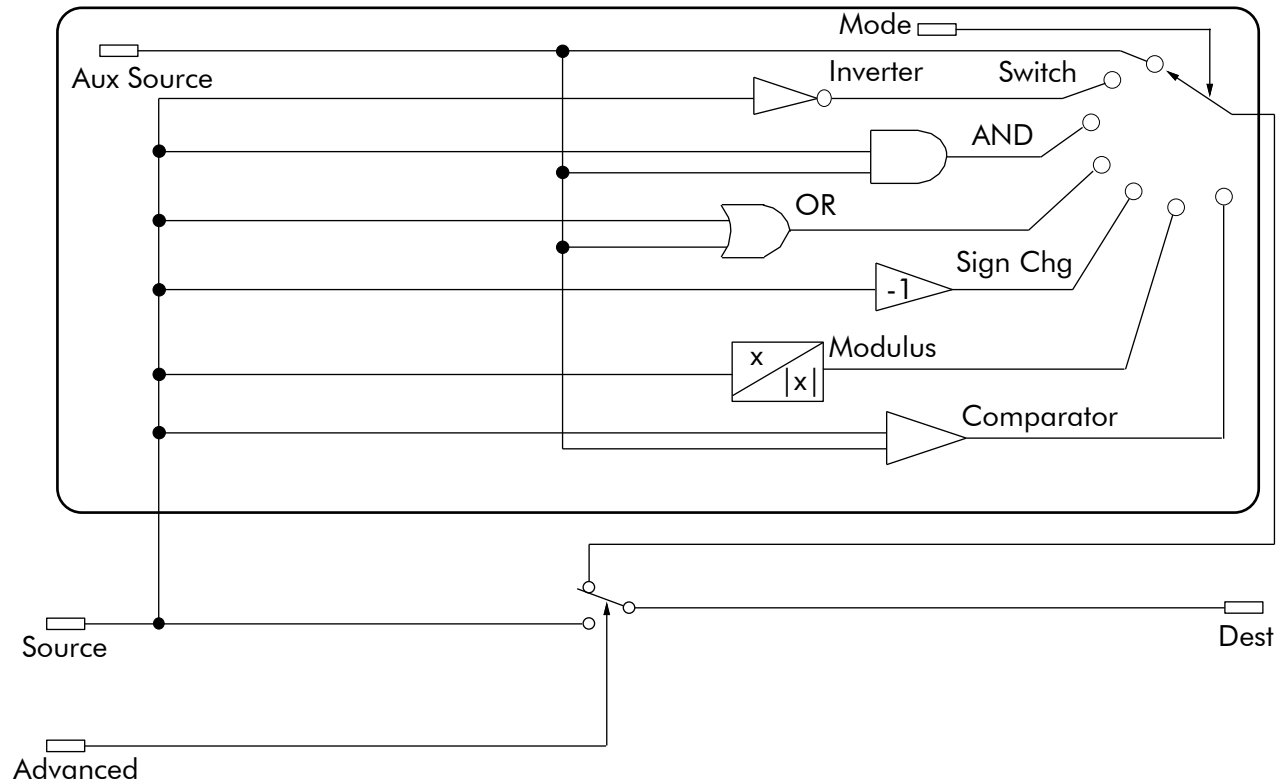 Mode
Aux Source
Inverter
Switch
AND
OR
Sign Chg
-1
Modulus
x
|x|
Comparator
Source
Dest
Advanced